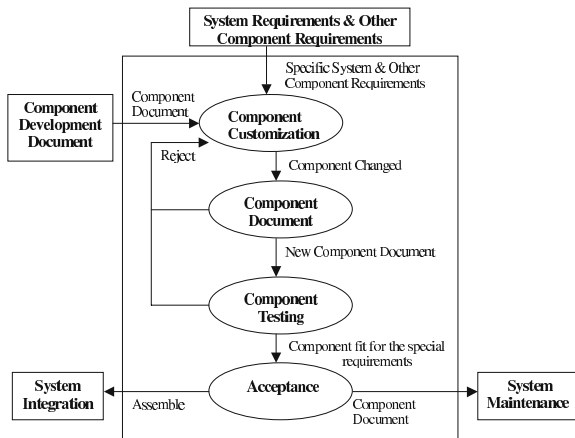 System Requirements & Other
Component Requirements
Specific System & Other
Component Requirements
Component
Development
Document
Component
Document
Component
Customization
Reject
Component Changed
Component
Document
New Component Document
Component
Testing
Component fit for the special
requirements
System
Integration
Assemble
Acceptance
Component
Document
System
Maintenance